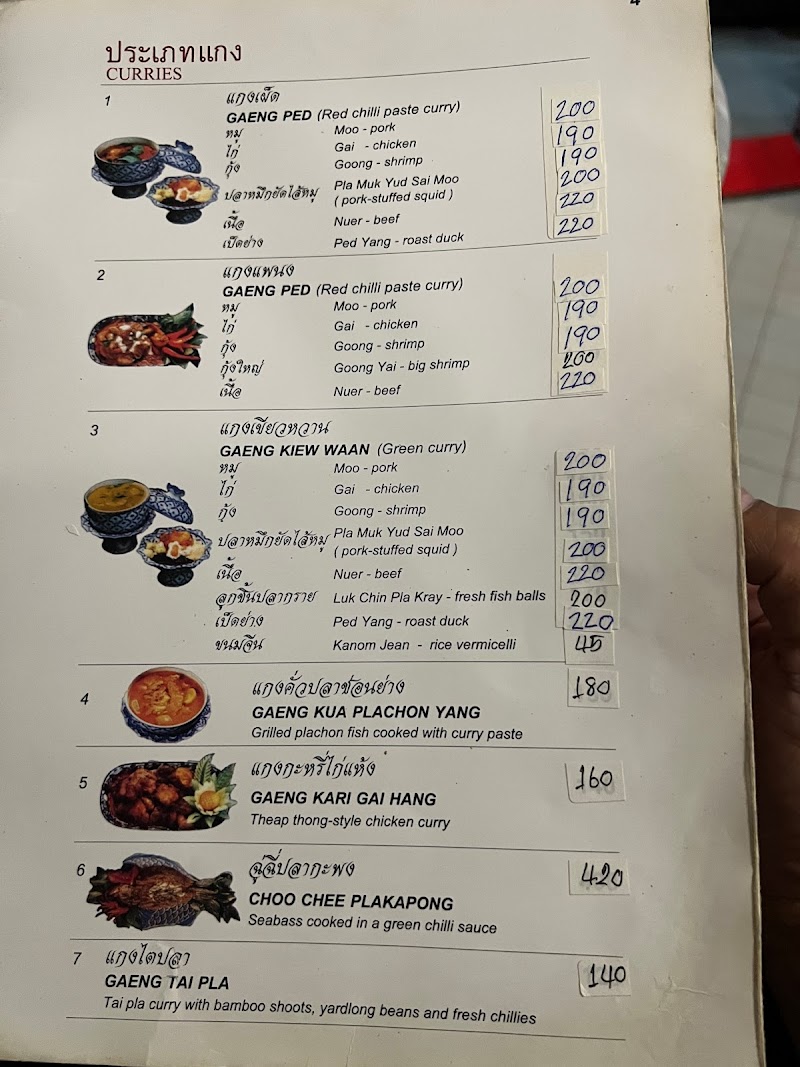 4
ประเภทแกง
CURRIES
1 แกงเผ็ด
GAENG PED (Red chilli paste curry) 200
หมู Moo - pork 190
ไก่ Gai - chicken 190
กุ้ง Goong - shrimp 200
ปลาหมึกยัดไส้หมู Pla Muk Yud Sai Moo
( pork-stuffed squid ) 220
เนื้อ Nuer - beef 220
เป็ดย่าง Ped Yang - roast duck
2 แกงแพนง
GAENG PED (Red chilli paste curry) 200
หมู Moo - pork 190
ไก่ Gai - chicken
กุ้ง Goong - shrimp 190
กุ้งใหญ่ Goong Yai - big shrimp 200
เนื้อ Nuer - beef 220
3 แกงเขียวหวาน
GAENG KIEW WAAN (Green curry)
หมู Moo - pork 200
ไก่ Gai - chicken 190
กุ้ง Goong - shrimp 190
ปลาหมึกยัดไส้หมู Pla Muk Yud Sai Moo
( pork-stuffed squid ) 200
เนื้อ Nuer - beef 220
ลูกชิ้นปลากราย Luk Chin Pla Kray - fresh fish balls 200
เป็ดย่าง Ped Yang - roast duck 220
ขนมจีน Kanom Jean - rice vermicelli 45
4 แกงคั่วปลาช่อนย่าง 180
GAENG KUA PLACHON YANG
Grilled plachon fish cooked with curry paste
5 แกงกะหรี่ไก่แห้ง 160
GAENG KARI GAI HANG
Theap thong-style chicken curry
6 ฉู่ฉี่ปลากะพง 420
CHOO CHEE PLAKAPONG
Seabass cooked in a green chilli sauce
7 แกงไตปลา
GAENG TAI PLA 140
Tai pla curry with bamboo shoots, yardlong beans and fresh chillies